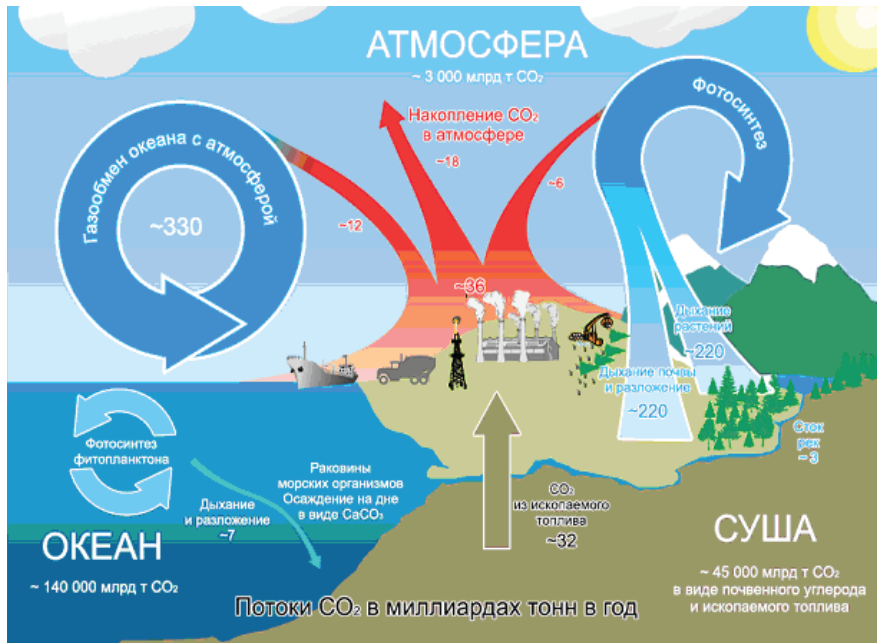 АТМОСФЕРА
~ 3 000 млрд т CO₂
Газообмен океана с атмосферой
~330
~12
Накопление CO₂
в атмосфере
~18
~6
Фотосинтез
~36
Дыхание
растений
~220
Дыхание почвы
и разложение
~220
Сток
рек
~ 3
Фотосинтез
фитопланктона
Дыхание
и разложение
~7
Раковины
морских организмов
Осаждение на дне
в виде CaCO₃
CO₂
из ископаемого
топлива
~32
ОКЕАН
~ 140 000 млрд т CO₂
СУША
~ 45 000 млрд т CO₂
в виде почвенного углерода
и ископаемого топлива
Потоки CO₂ в миллиардах тонн в год